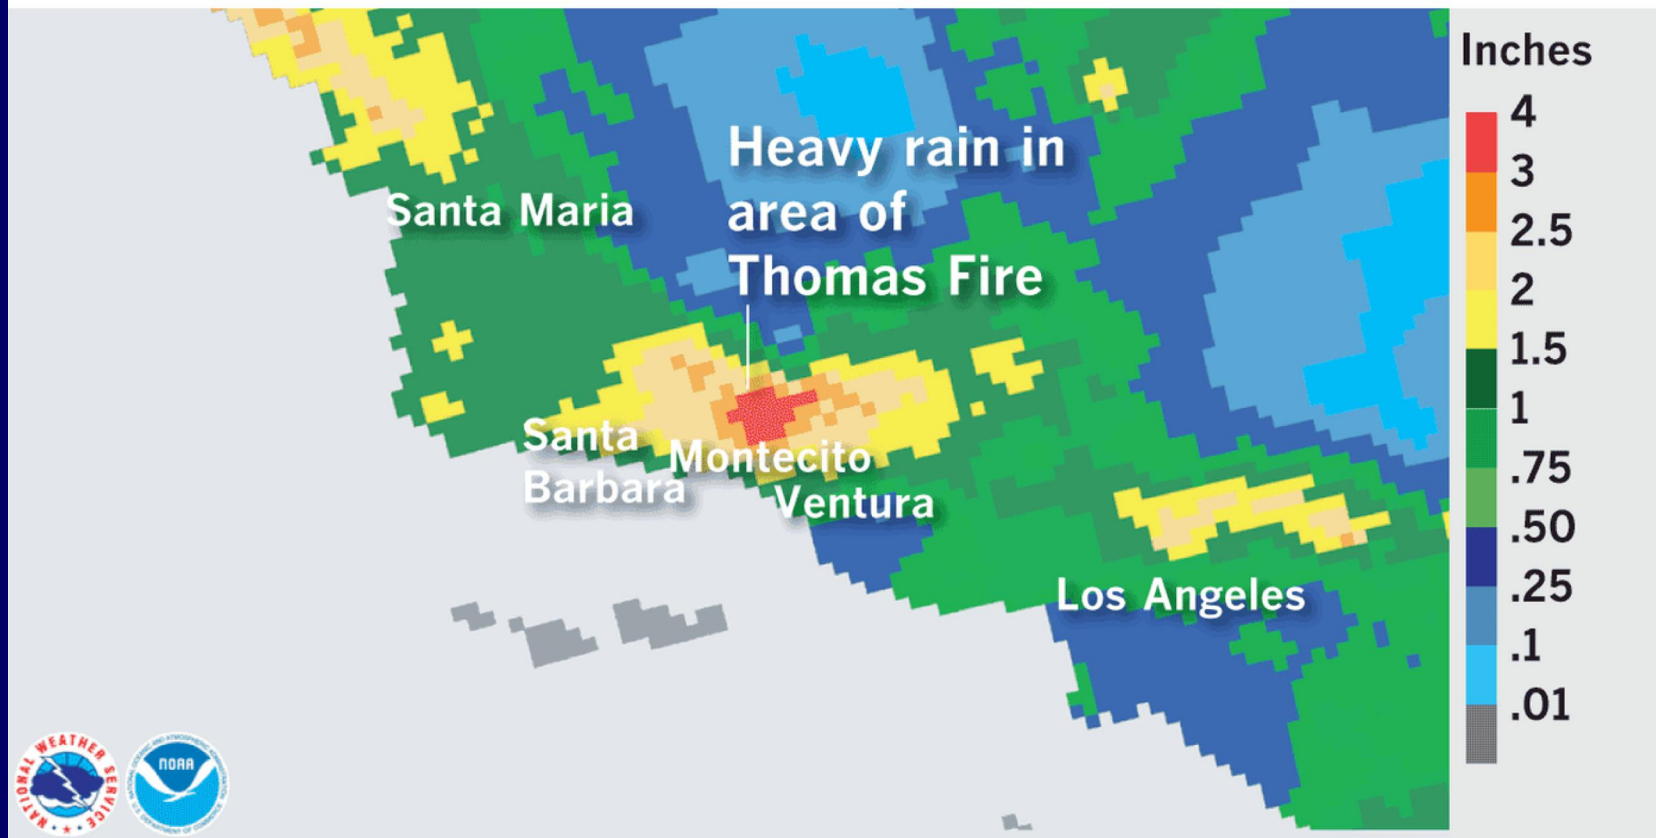 Heavy rain in
area of
Thomas Fire
Santa Maria
Santa
Barbara
Montecito
Ventura
Los Angeles
Inches
4
3
2.5
2
1.5
1
.75
.50
.25
.1
.01
NATIONAL WEATHER SERVICE
NOAA